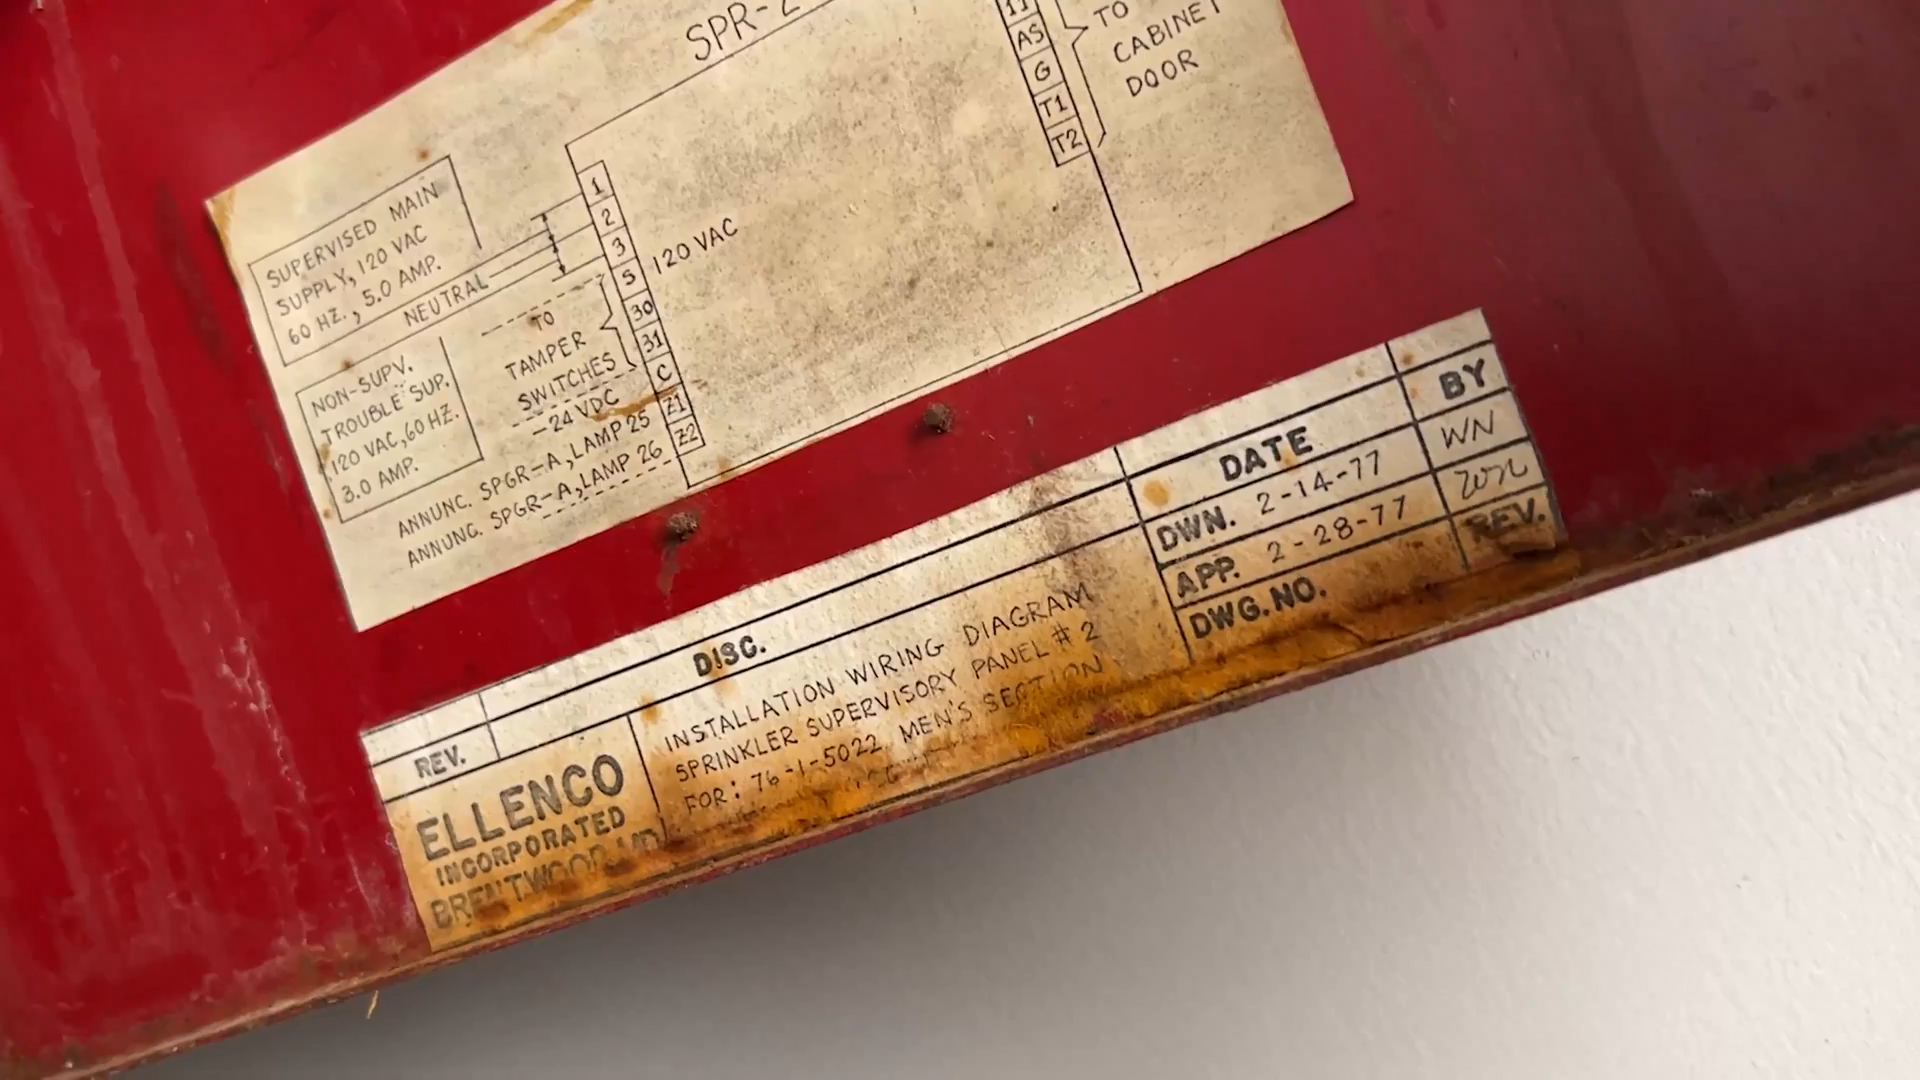 SPR-2
11
AS
G
T1
T2
TO
CABINET
DOOR
SUPERVISED MAIN
SUPPLY, 120 VAC
60 HZ., 5.0 AMP.
NEUTRAL
NON-SUPV.
TROUBLE SUP.
120 VAC, 60 HZ.
3.0 AMP.
TO
TAMPER
SWITCHES
-24 VDC
ANNUNC. SPGR-A, LAMP 25
ANNUNC. SPGR-A, LAMP 26
1
2
3
S
30
31
C
Z1
Z2
120 VAC
DATE BY
DWN. 2-14-77 WN
APP. 2-28-77
DWG. NO. REV.
REV. DISC.
ELLENCO
INCORPORATED
BRENTWOOD, MD
INSTALLATION WIRING DIAGRAM
SPRINKLER SUPERVISORY PANEL #2
FOR: 76-1-5022 MEN'S SECTION